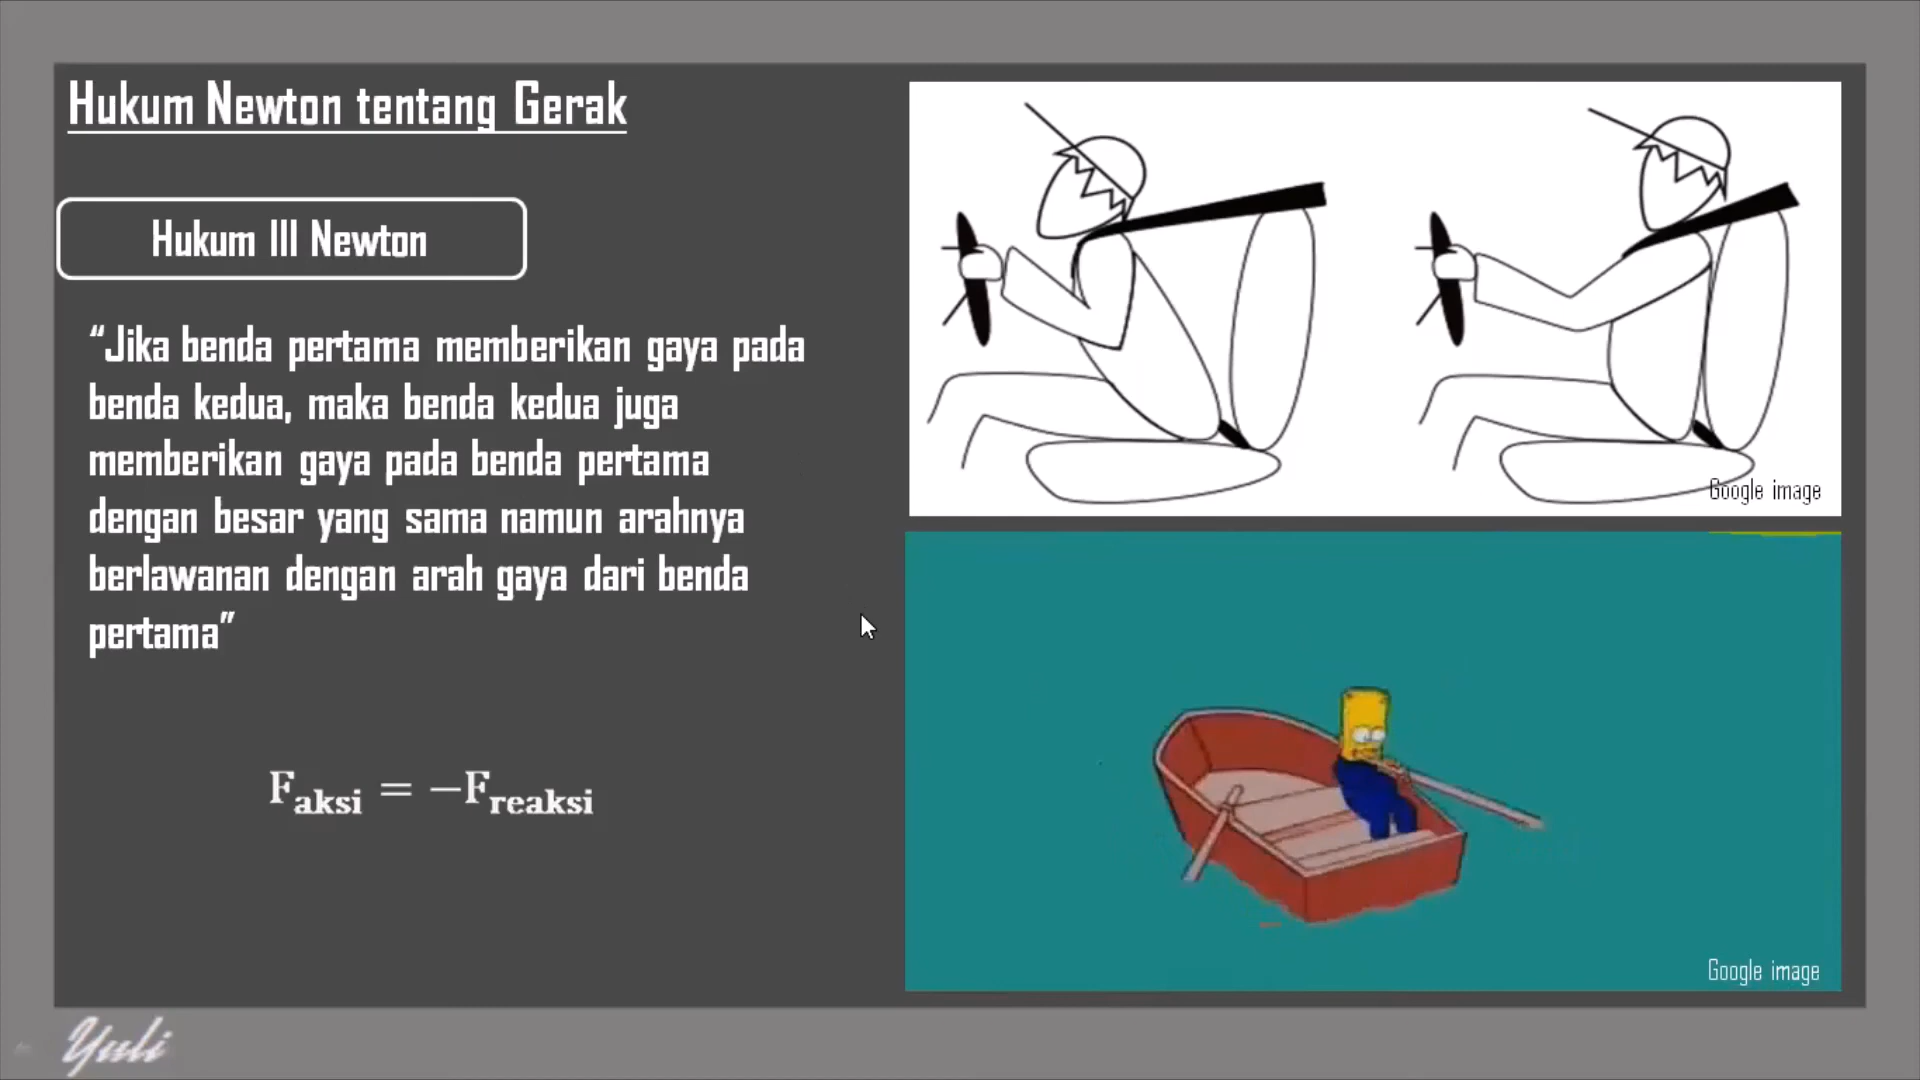 Hukum Newton tentang Gerak
Hukum III Newton
“Jika benda pertama memberikan gaya pada
benda kedua, maka benda kedua juga
memberikan gaya pada benda pertama
dengan besar yang sama namun arahnya
berlawanan dengan arah gaya dari benda
pertama”
F_aksi = −F_reaksi
Google image
Google image
Yuli